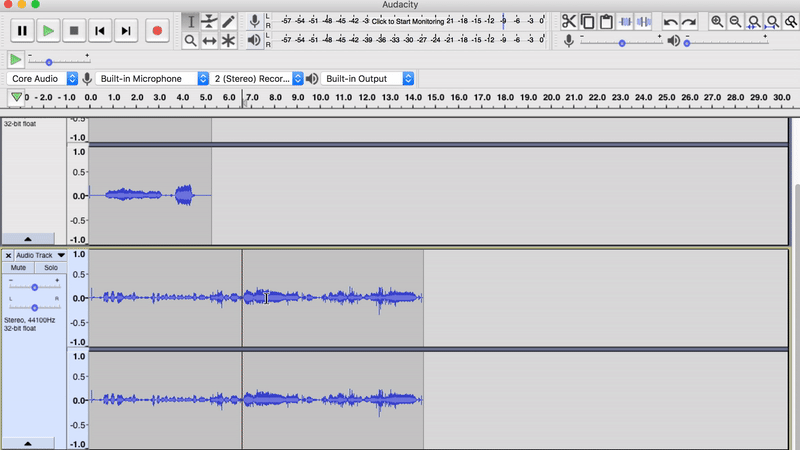 Audacity
L
R
-57 -54 -51 -48 -45 -42 -39 -36 Click to Start Monitoring 21 -18 -15 -12 -9 -6 -3 0
L
R
-57 -54 -51 -48 -45 -42 -39 -36 -33 -30 -27 -24 -21 -18 -15 -12 -9 -6 -3 0
- +
- +
- +
Core Audio
Built-in Microphone
2 (Stereo) Recor...
Built-in Output
0 - 2.0 - 1.0 0.0 1.0 2.0 3.0 4.0 5.0 6.0 7.0 8.0 9.0 10.0 11.0 12.0 13.0 14.0 15.0 16.0 17.0 18.0 19.0 20.0 21.0 22.0 23.0 24.0 25.0 26.0 27.0 28.0 29.0 30.0
32-bit float
-0.5
-1.0
1.0
0.5
0.0
-0.5
-1.0
Audio Track
Mute Solo
- +
L R
Stereo, 44100Hz
32-bit float
1.0
0.5
0.0
-0.5
-1.0
1.0
0.5
0.0
-0.5
-1.0